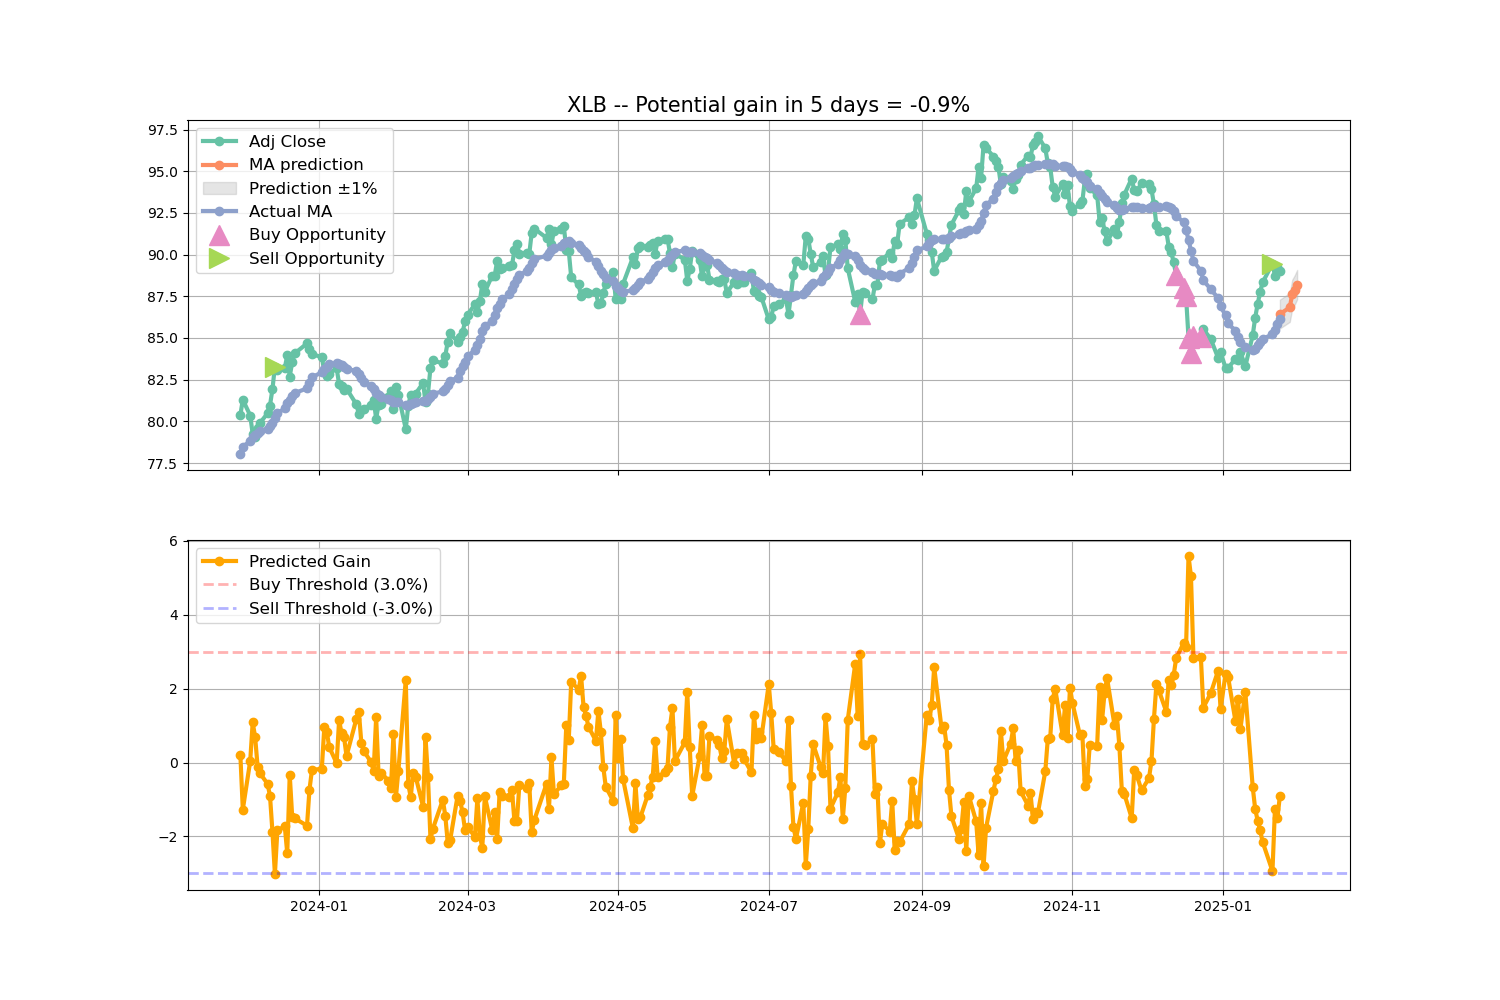 XLB -- Potential gain in 5 days = -0.9%
97.5
95.0
92.5
90.0
87.5
85.0
82.5
80.0
77.5
Adj Close
MA prediction
Prediction ±1%
Actual MA
Buy Opportunity
Sell Opportunity
6
4
2
0
−2
Predicted Gain
Buy Threshold (3.0%)
Sell Threshold (-3.0%)
2024-01 2024-03 2024-05 2024-07 2024-09 2024-11 2025-01